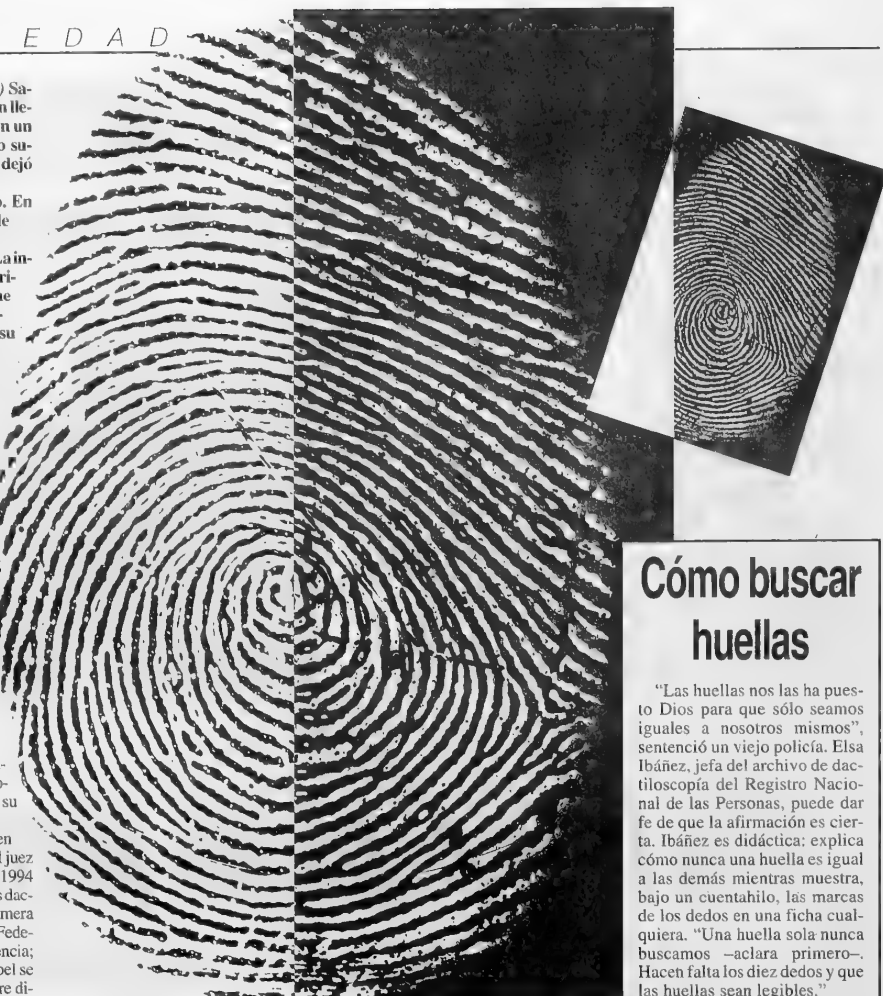 E D A D
) Sa-
n lle-
n un
o su-
dejó
o. En
le
La in-
ri-
ne
-
su
-
o-
su
en
l juez
1994
s dac-
mera
Fede-
encia;
pel se
re di-
Cómo buscar
huellas
“Las huellas nos las ha pues-
to Dios para que sólo seamos
iguales a nosotros mismos”,
sentenció un viejo policía. Elsa
Ibáñez, jefa del archivo de dac-
tiloscopía del Registro Nacio-
nal de las Personas, puede dar
fe de que la afirmación es cier-
ta. Ibáñez es didáctica: explica
cómo nunca una huella es igual
a las demás mientras muestra,
bajo un cuentahilo, las marcas
de los dedos en una ficha cual-
quiera. “Una huella sola nunca
buscamos –aclara primero–.
Hacen falta los diez dedos y que
las huellas sean legibles.”